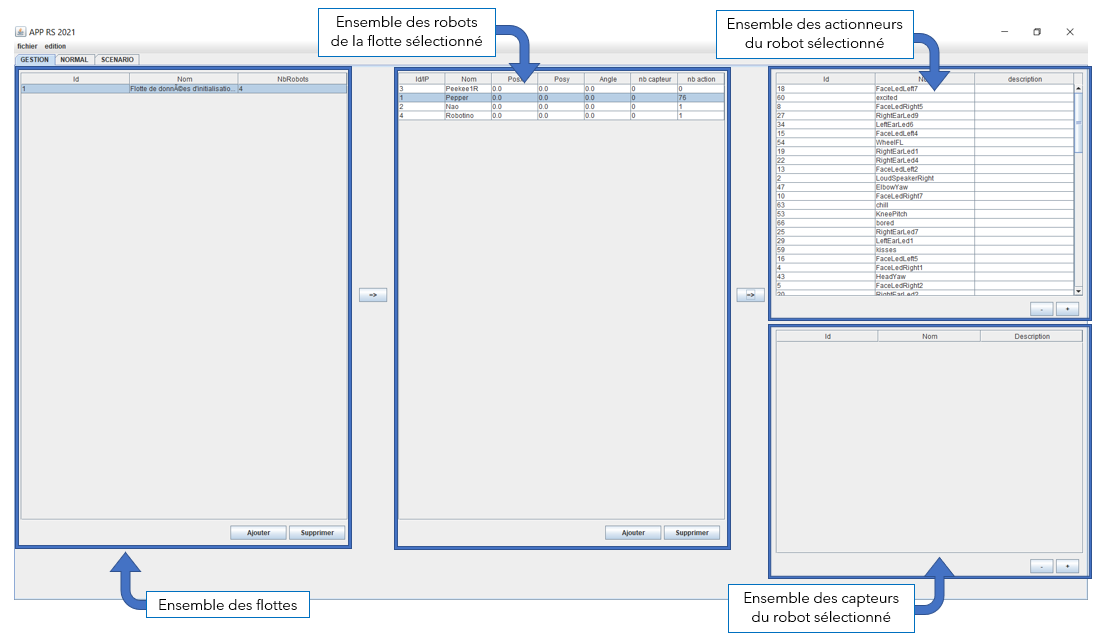 Ensemble des robots
de la flotte sélectionné
Ensemble des actionneurs
du robot sélectionné
APP RS 2021
fichier edition
GESTION NORMAL SCENARIO
Id Nom NbRobots
1 Flotte de donnÃ©es d'initialisatio... 4
Ajouter Supprimer
=>
Id/IP Nom Pos Posy Angle nb capteur nb action
3 Peekee1R 0.0 0.0 0.0 0 0
1 Pepper 0.0 0.0 0.0 0 76
2 Nao 0.0 0.0 0.0 0 1
4 Robotino 0.0 0.0 0.0 0 1
Ajouter Supprimer
=>
Id N description
18 FaceLedLeft7
60 excited
8 FaceLedRight5
27 RightEarLed9
34 LeftEarLed6
15 FaceLedLeft4
54 WheelFL
19 RightEarLed1
22 RightEarLed4
13 FaceLedLeft2
2 LoudSpeakerRight
47 ElbowYaw
10 FaceLedRight7
63 chill
53 KneePitch
66 bored
25 RightEarLed7
29 LeftEarLed1
59 kisses
16 FaceLedLeft5
4 FaceLedRight1
43 HeadYaw
5 FaceLedRight2
20 RightEarLed2
- +
Id Nom Description
- +
Ensemble des flottes
Ensemble des capteurs
du robot sélectionné